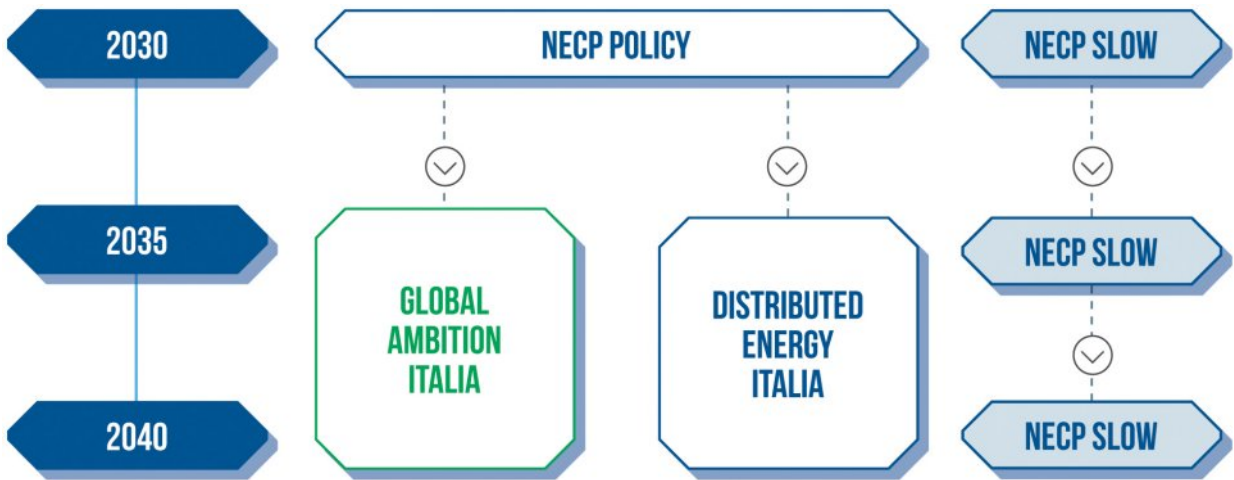 2030
NECP POLICY
NECP SLOW
2035
GLOBAL
AMBITION
ITALIA
DISTRIBUTED
ENERGY
ITALIA
NECP SLOW
2040
NECP SLOW